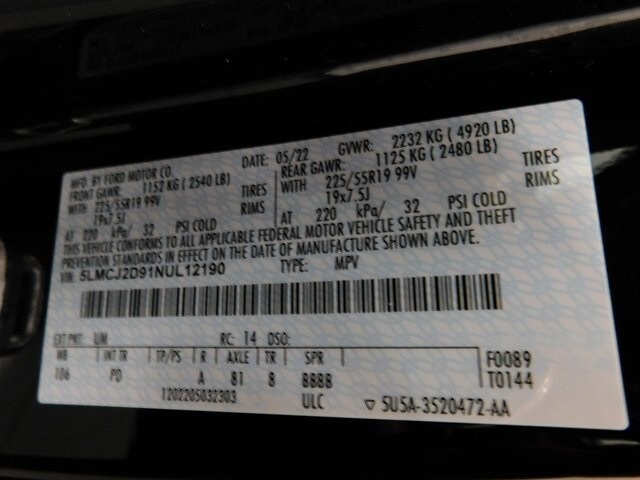 MFD. BY FORD MOTOR CO. DATE: 05/22 GVWR: 2232 KG ( 4920 LB)
FRONT GAWR: 1152 KG ( 2540 LB) REAR GAWR: 1125 KG ( 2480 LB)
WITH 225/55R19 99V TIRES WITH 225/55R19 99V TIRES
19x7.5J RIMS 19x7.5J RIMS
AT 220 kPa/ 32 PSI COLD AT 220 kPa/ 32 PSI COLD
THIS VEHICLE CONFORMS TO ALL APPLICABLE FEDERAL MOTOR VEHICLE SAFETY AND THEFT
PREVENTION STANDARDS IN EFFECT ON THE DATE OF MANUFACTURE SHOWN ABOVE.
VIN: 5LMCJ2D91NUL12190 TYPE: MPV
EXT PNT: UM RC: 14 DSO:
WB INT TR TP/PS R AXLE TR SPR F0089
106 PD A 81 8 8888 T0144
1202205032303 ULC ▽ 5U5A-3520472-AA